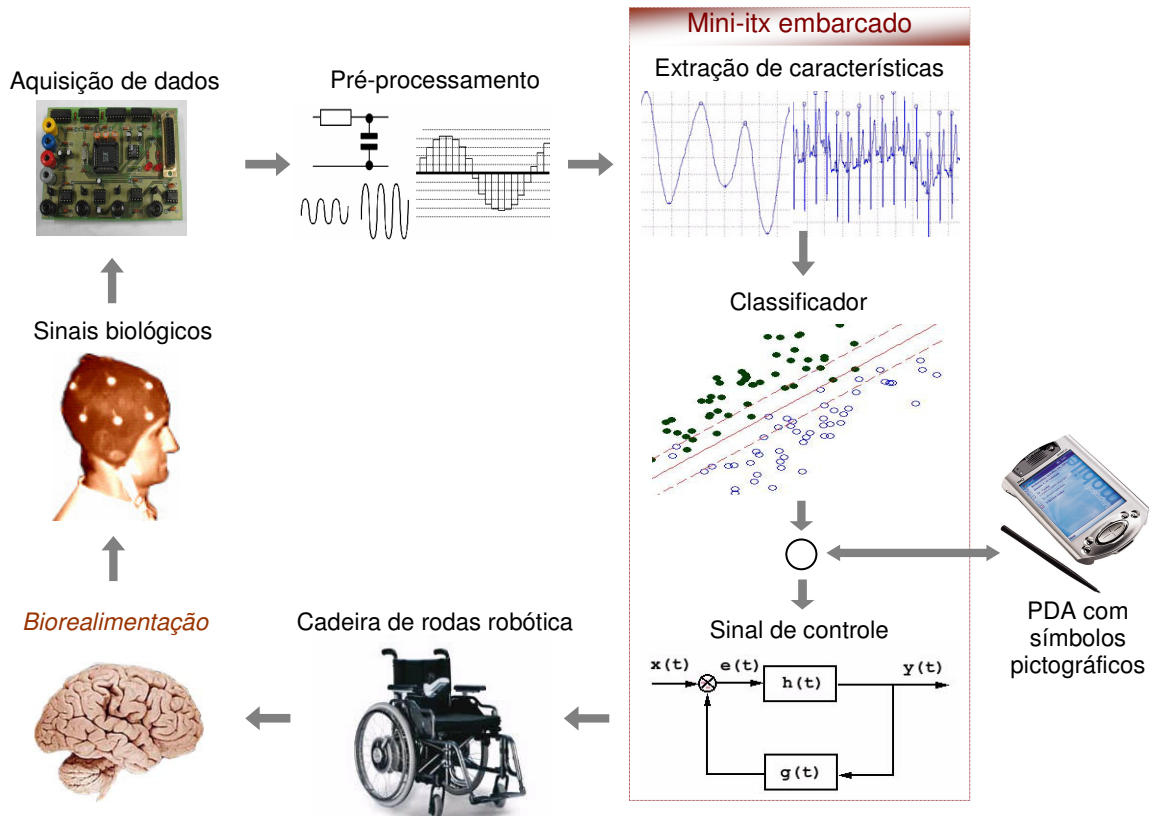 Mini-itx embarcado
Aquisição de dados
Pré-processamento
Extração de características
Sinais biológicos
Classificador
Biorealimentação
Cadeira de rodas robótica
Sinal de controle
PDA com
símbolos
pictográficos
x(t)
e(t)
h(t)
y(t)
g(t)